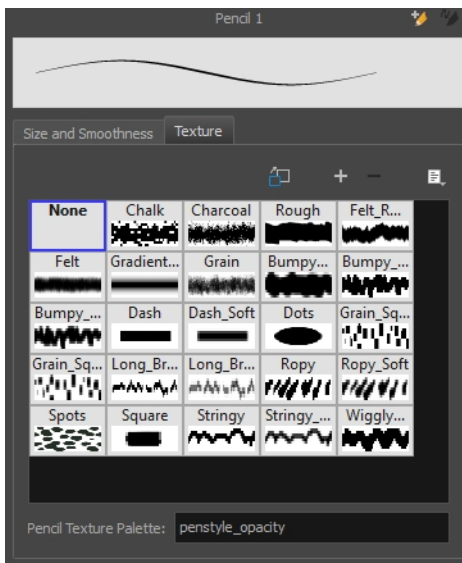 Pencil 1
Size and Smoothness Texture
None Chalk Charcoal Rough Felt_R...
Felt Gradient... Grain Bumpy... Bumpy_...
Bumpy_... Dash Dash_Soft Dots Grain_Sq...
Grain_Sq... Long_Br... Long_Br... Ropy Ropy_Soft
Spots Square Stringy Stringy_... Wiggly...
Pencil Texture Palette: penstyle_opacity